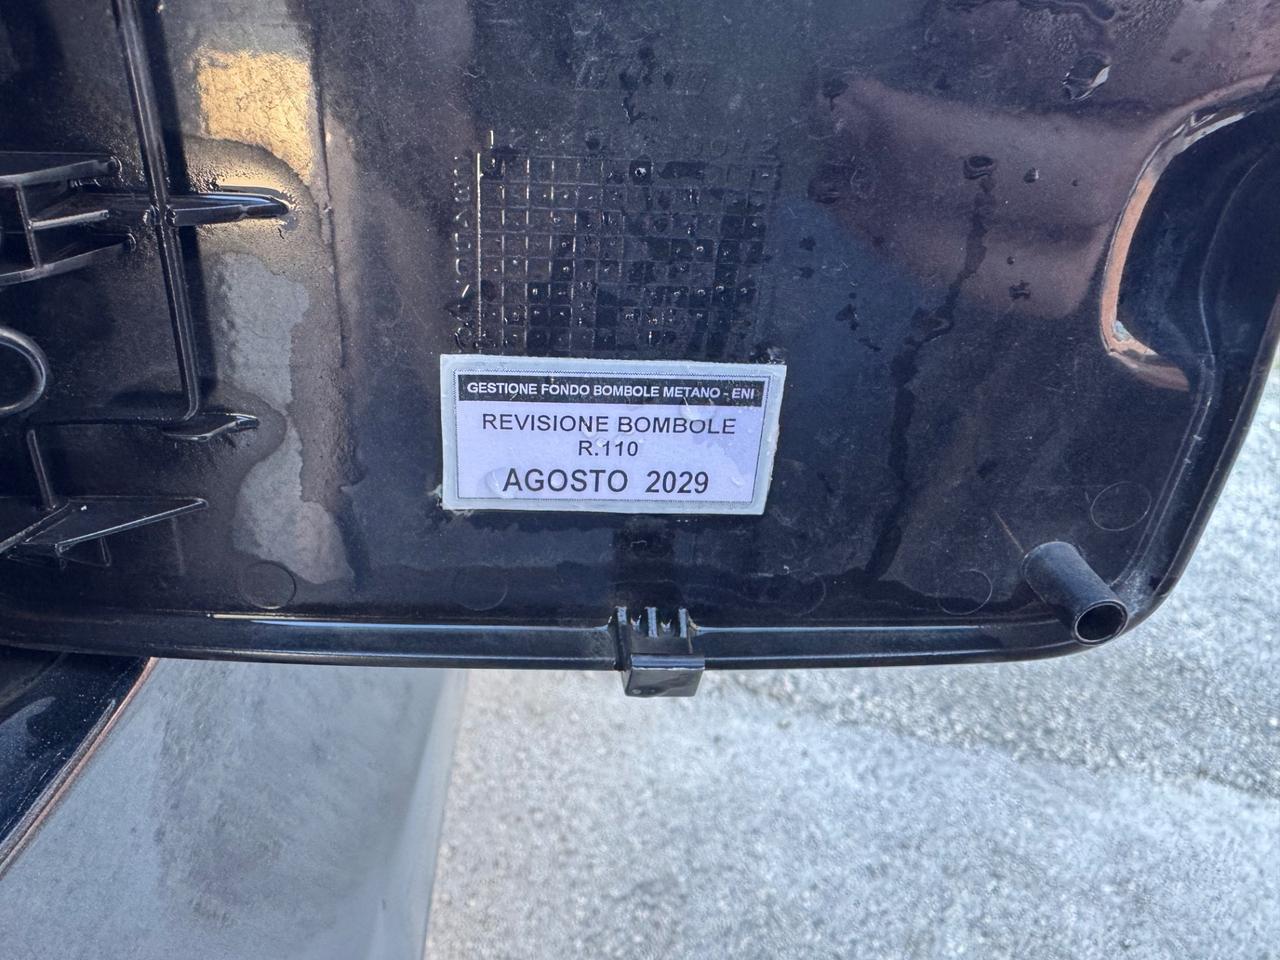 GESTIONE FONDO BOMBOLE METANO - ENI
REVISIONE BOMBOLE
R.110
AGOSTO 2029